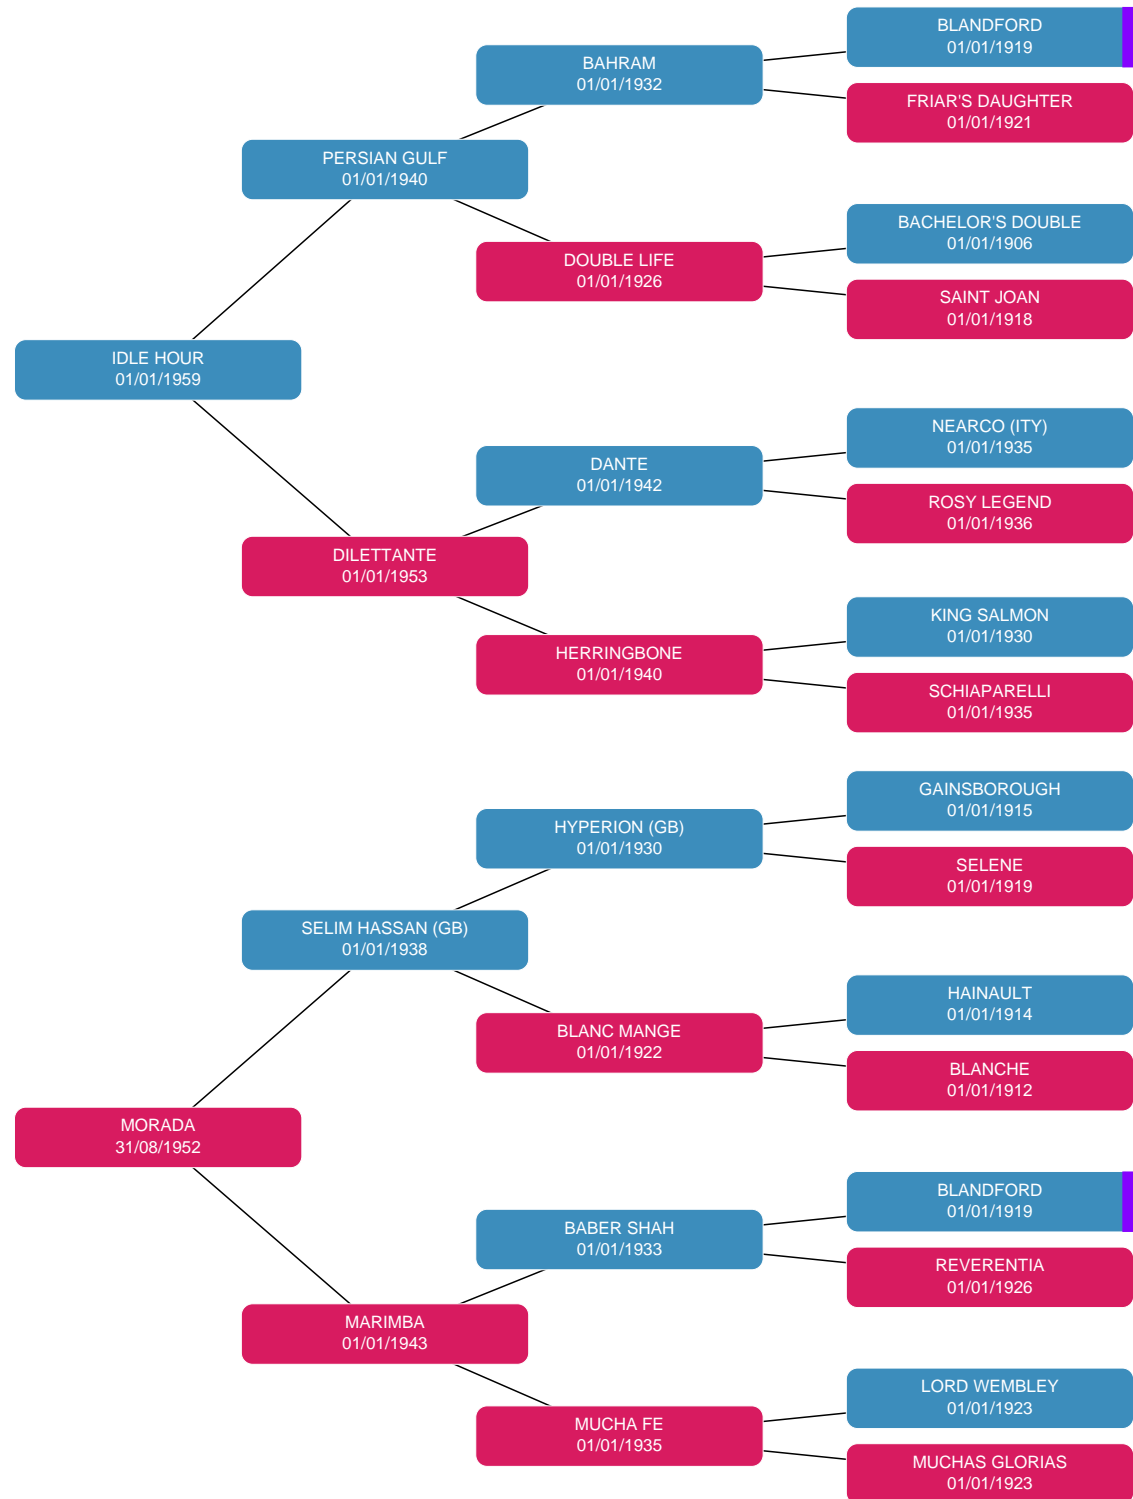 BLANDFORD
01/01/1919
BAHRAM
01/01/1932
FRIAR'S DAUGHTER
01/01/1921
PERSIAN GULF
01/01/1940
BACHELOR'S DOUBLE
01/01/1906
DOUBLE LIFE
01/01/1926
SAINT JOAN
01/01/1918
IDLE HOUR
01/01/1959
NEARCO (ITY)
01/01/1935
DANTE
01/01/1942
ROSY LEGEND
01/01/1936
DILETTANTE
01/01/1953
KING SALMON
01/01/1930
HERRINGBONE
01/01/1940
SCHIAPARELLI
01/01/1935
GAINSBOROUGH
01/01/1915
HYPERION (GB)
01/01/1930
SELENE
01/01/1919
SELIM HASSAN (GB)
01/01/1938
HAINAULT
01/01/1914
BLANC MANGE
01/01/1922
BLANCHE
01/01/1912
MORADA
31/08/1952
BLANDFORD
01/01/1919
BABER SHAH
01/01/1933
REVERENTIA
01/01/1926
MARIMBA
01/01/1943
LORD WEMBLEY
01/01/1923
MUCHA FE
01/01/1935
MUCHAS GLORIAS
01/01/1923